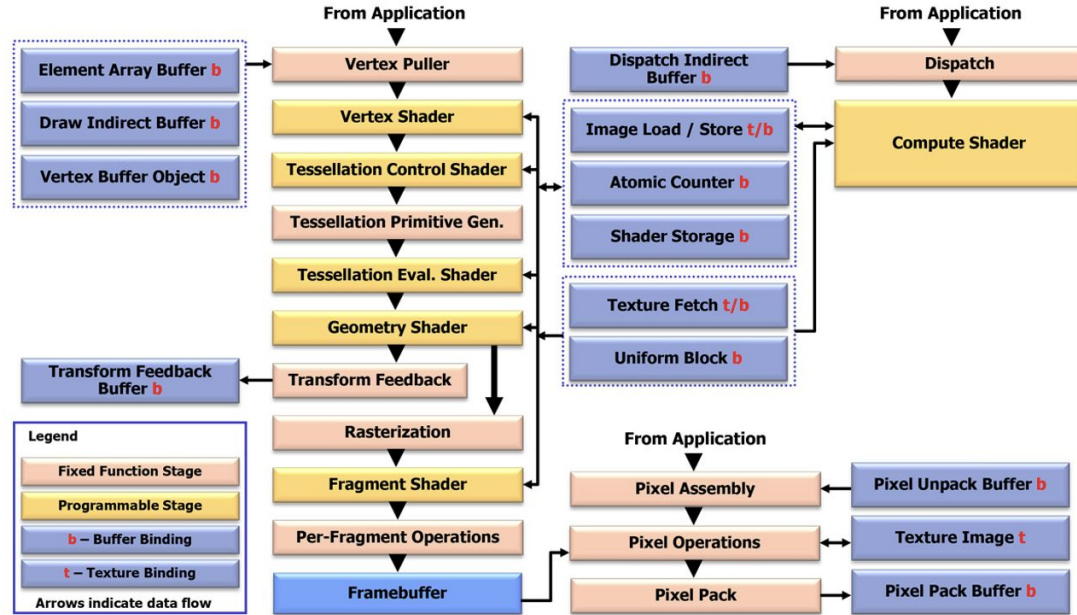 From Application
Vertex Puller
Element Array Buffer b
Draw Indirect Buffer b
Vertex Buffer Object b
Vertex Shader
Tessellation Control Shader
Tessellation Primitive Gen.
Tessellation Eval. Shader
Geometry Shader
Transform Feedback
Transform Feedback
Buffer b
Rasterization
Fragment Shader
Per-Fragment Operations
Framebuffer
Legend
Fixed Function Stage
Programmable Stage
b – Buffer Binding
t – Texture Binding
Arrows indicate data flow
From Application
Dispatch Indirect
Buffer b
Dispatch
Image Load / Store t/b
Atomic Counter b
Shader Storage b
Compute Shader
Texture Fetch t/b
Uniform Block b
From Application
Pixel Assembly
Pixel Unpack Buffer b
Pixel Operations
Texture Image t
Pixel Pack
Pixel Pack Buffer b